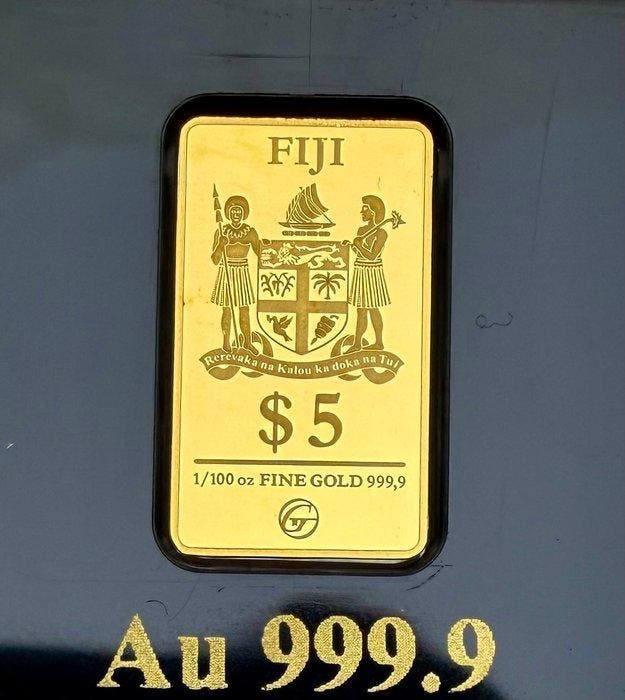 FIJI
Rerevaka na Kalou ka doka na Tui
$ 5
1/100 oz FINE GOLD 999,9
Au 999.9